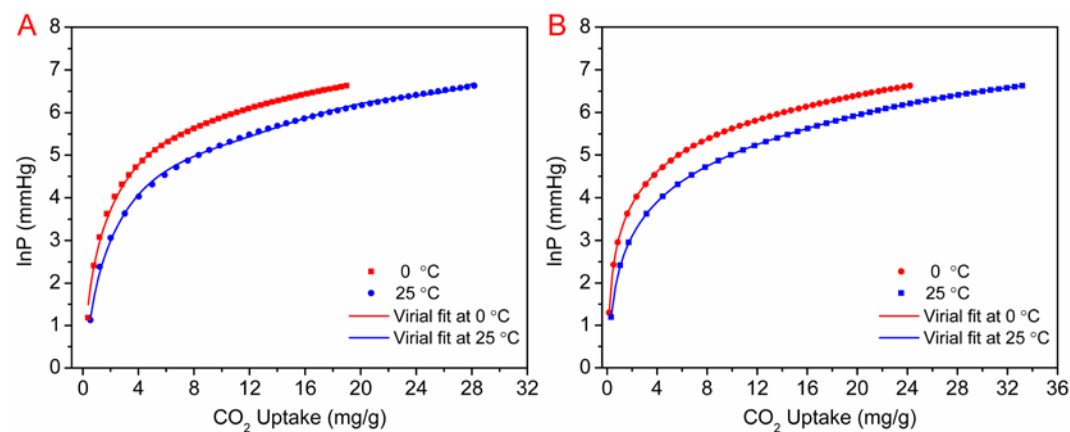 A
8
7
6
5
4
3
2
1
0
lnP (mmHg)
0 °C
25 °C
Virial fit at 0 °C
Virial fit at 25 °C
0 4 8 12 16 20 24 28 32
CO2 Uptake (mg/g)
B
8
7
6
5
4
3
2
1
0
lnP (mmHg)
0 °C
25 °C
Virial fit at 0 °C
Virial fit at 25 °C
0 4 8 12 16 20 24 28 32 36
CO2 Uptake (mg/g)